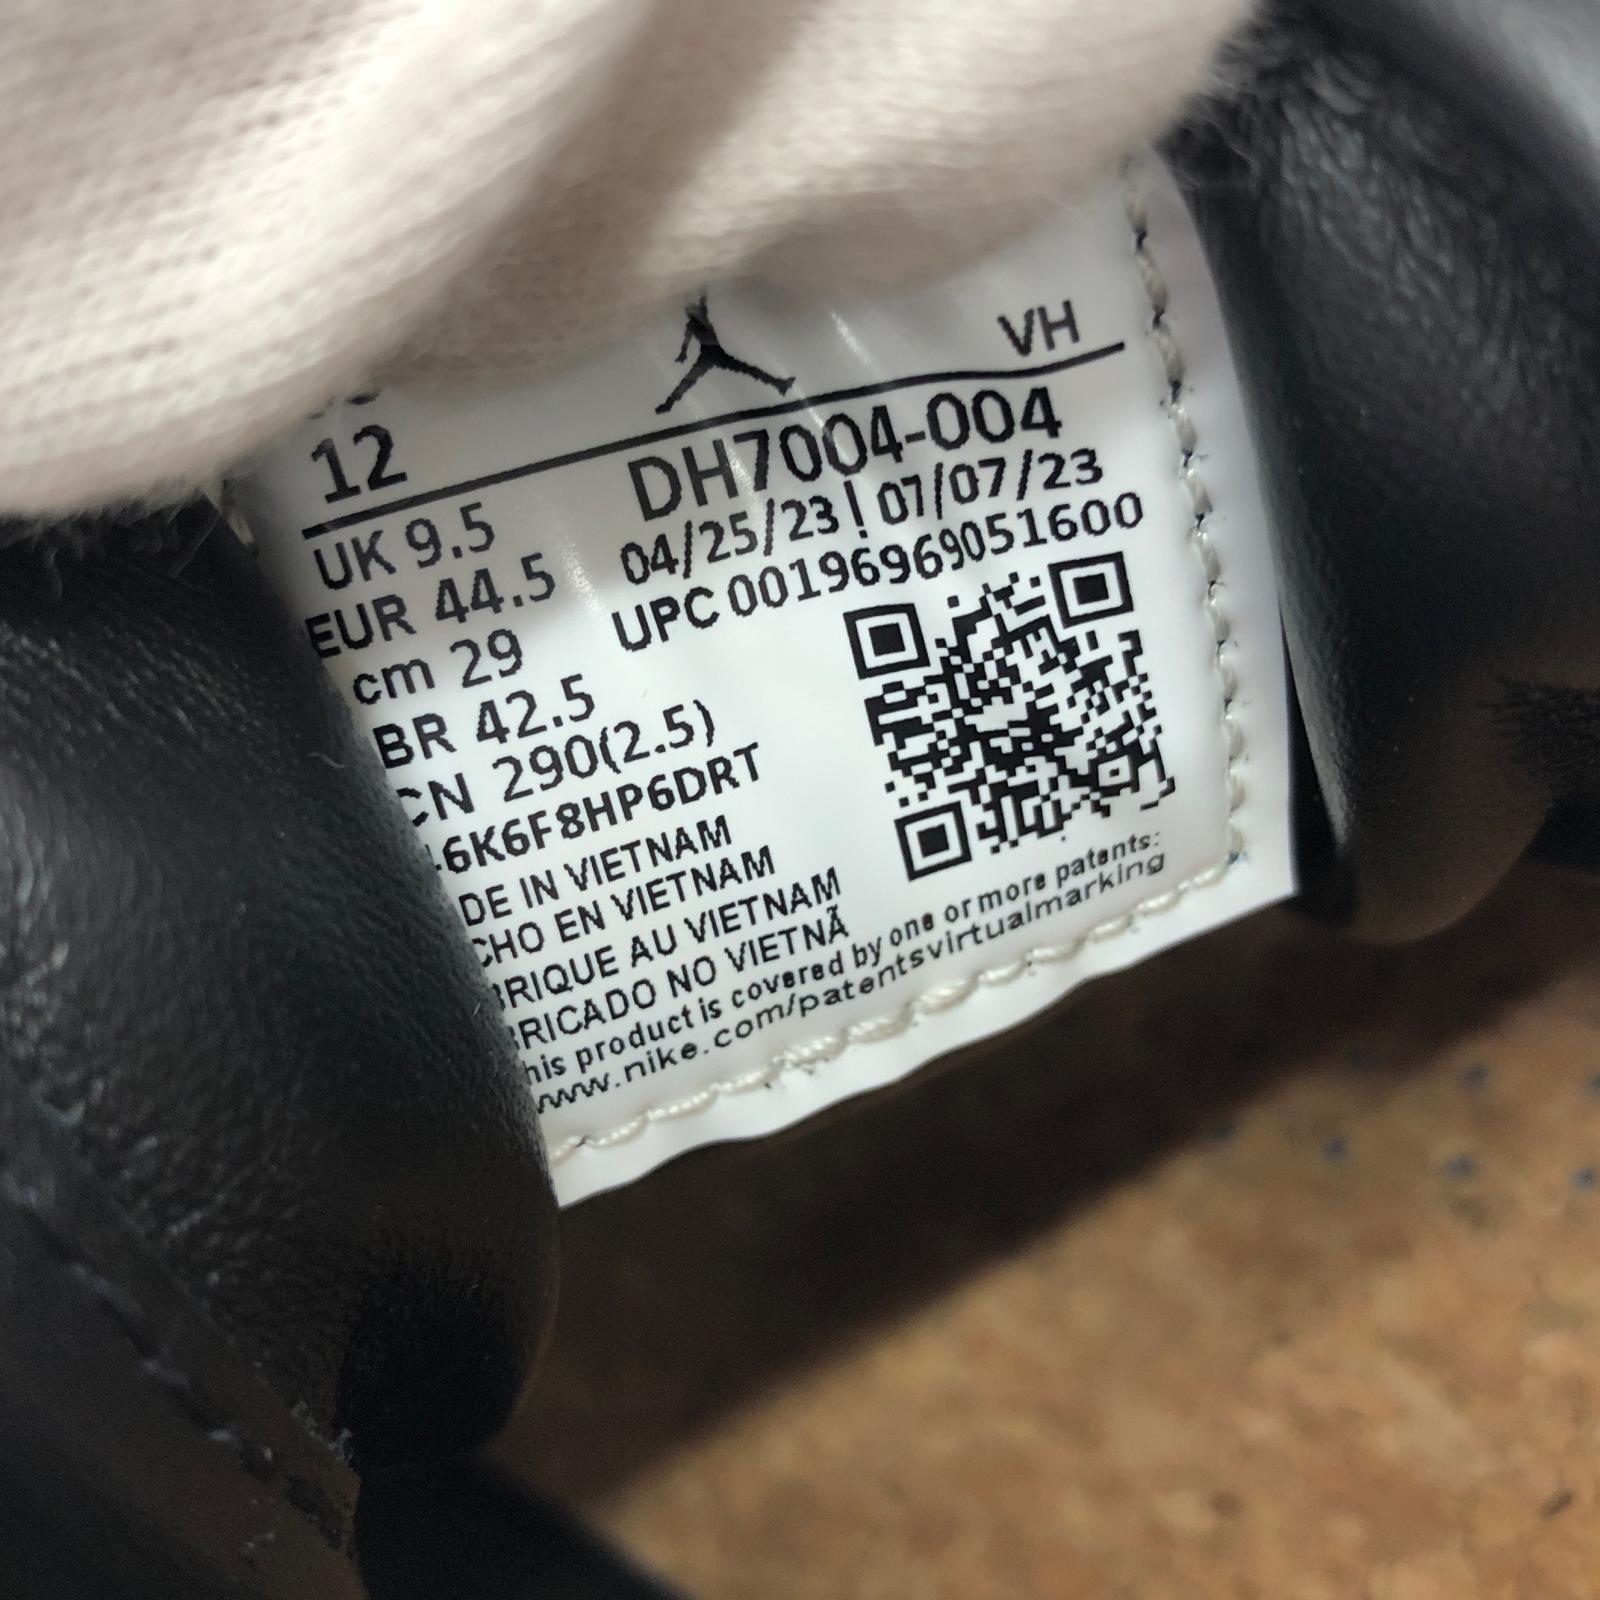 VH
12
DH7004-004
UK 9.5
04/25/23 | 07/07/23
EUR 44.5
UPC 00196969051600
cm 29
BR 42.5
CN 290(2.5)
6K6F8HP6DRT
DE IN VIETNAM
CHO EN VIETNAM
BRIQUE AU VIETNAM
BRICADO NO VIETNÃ
his product is covered by one or more patents:
www.nike.com/patentsvirtualmarking